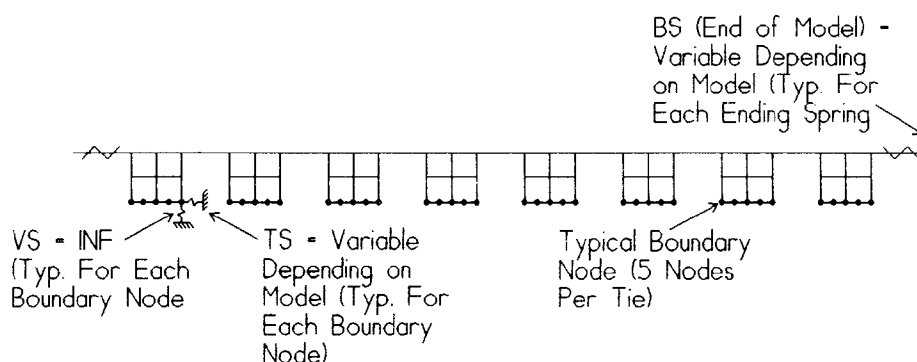 BS (End of Model) -
Variable Depending
on Model (Typ. For
Each Ending Spring
VS = INF
(Typ. For Each
Boundary Node
TS = Variable
Depending on
Model (Typ. For
Each Boundary
Node)
Typical Boundary
Node (5 Nodes
Per Tie)